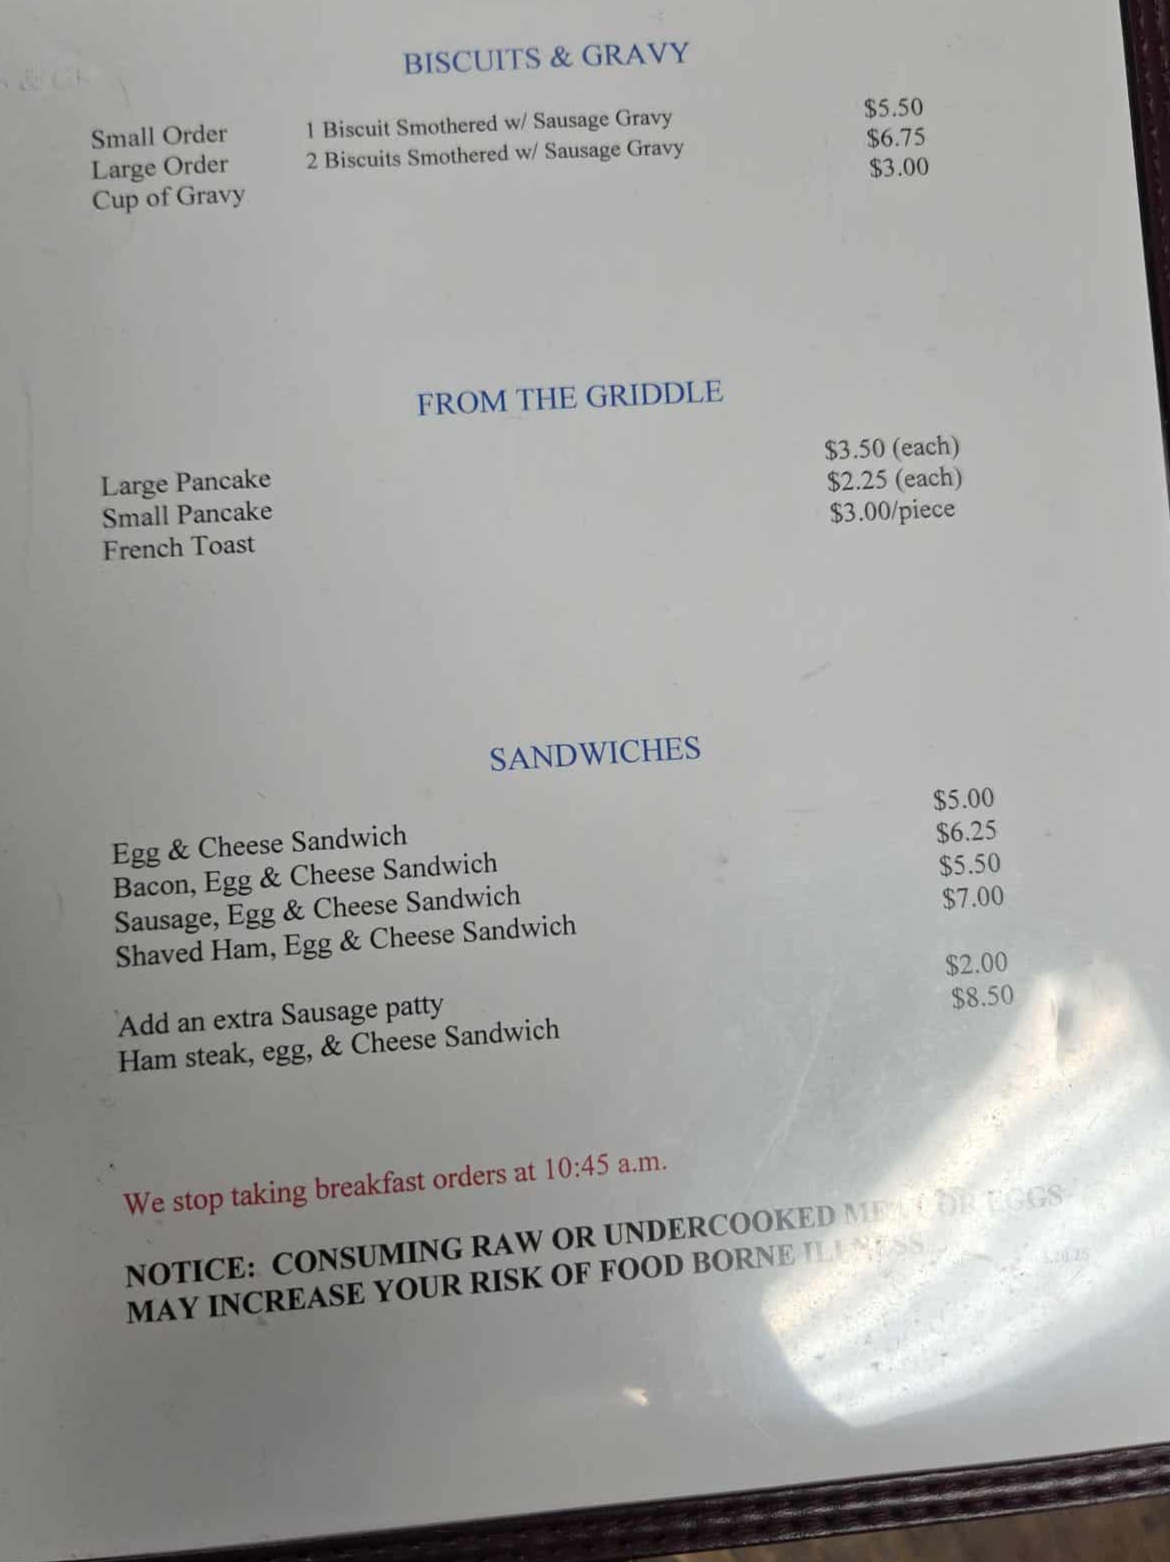 BISCUITS & GRAVY
Small Order 1 Biscuit Smothered w/ Sausage Gravy $5.50
Large Order 2 Biscuits Smothered w/ Sausage Gravy $6.75
Cup of Gravy $3.00
FROM THE GRIDDLE
Large Pancake $3.50 (each)
Small Pancake $2.25 (each)
French Toast $3.00/piece
SANDWICHES
Egg & Cheese Sandwich $5.00
Bacon, Egg & Cheese Sandwich $6.25
Sausage, Egg & Cheese Sandwich $5.50
Shaved Ham, Egg & Cheese Sandwich $7.00
Add an extra Sausage patty $2.00
Ham steak, egg, & Cheese Sandwich $8.50
We stop taking breakfast orders at 10:45 a.m.
NOTICE: CONSUMING RAW OR UNDERCOOKED MEAT OR EGGS
MAY INCREASE YOUR RISK OF FOOD BORNE ILLNESS